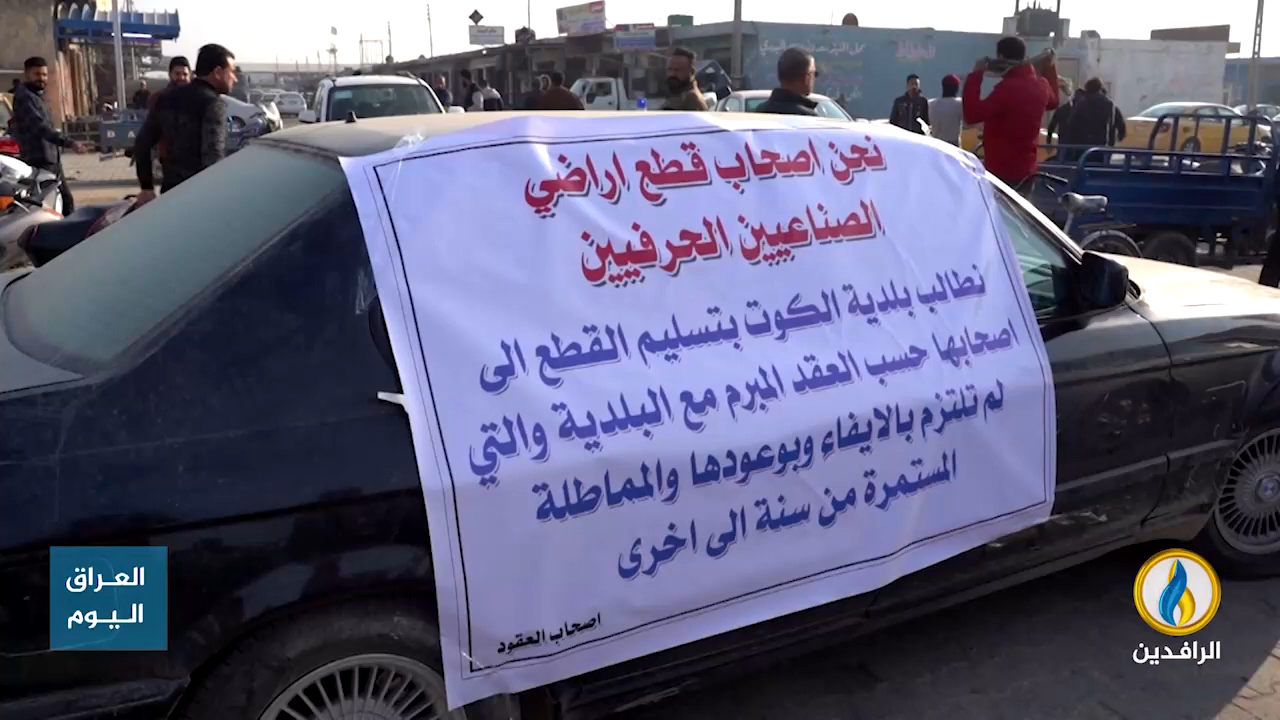 نحن اصحاب قطع اراضي
الصناعيين الحرفيين
نطالب بلدية الكوت بتسليم القطع الى
اصحابها حسب العقد المبرم مع البلدية والتي
لم تلتزم بالايفاء وبوعودها والمماطلة
المستمرة من سنة الى اخرى
اصحاب العقود
العراق
اليوم
الرافدين